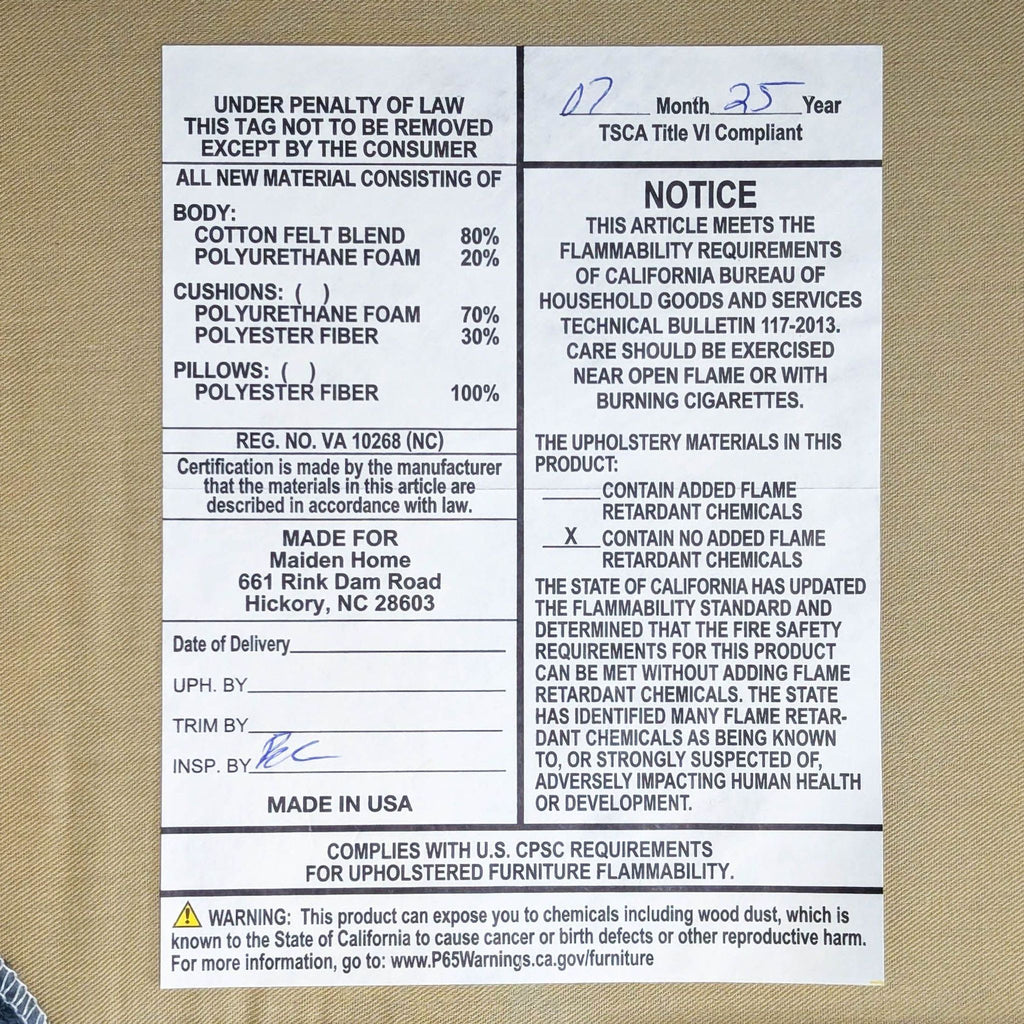 UNDER PENALTY OF LAW
THIS TAG NOT TO BE REMOVED
EXCEPT BY THE CONSUMER
ALL NEW MATERIAL CONSISTING OF
BODY:
COTTON FELT BLEND 80%
POLYURETHANE FOAM 20%
CUSHIONS: ( )
POLYURETHANE FOAM 70%
POLYESTER FIBER 30%
PILLOWS: ( )
POLYESTER FIBER 100%
REG. NO. VA 10268 (NC)
Certification is made by the manufacturer
that the materials in this article are
described in accordance with law.
MADE FOR
Maiden Home
661 Rink Dam Road
Hickory, NC 28603
Date of Delivery
UPH. BY
TRIM BY
INSP. BY
MADE IN USA
07 Month 25 Year
TSCA Title VI Compliant
NOTICE
THIS ARTICLE MEETS THE
FLAMMABILITY REQUIREMENTS
OF CALIFORNIA BUREAU OF
HOUSEHOLD GOODS AND SERVICES
TECHNICAL BULLETIN 117-2013.
CARE SHOULD BE EXERCISED
NEAR OPEN FLAME OR WITH
BURNING CIGARETTES.
THE UPHOLSTERY MATERIALS IN THIS
PRODUCT:
CONTAIN ADDED FLAME
RETARDANT CHEMICALS
X CONTAIN NO ADDED FLAME
RETARDANT CHEMICALS
THE STATE OF CALIFORNIA HAS UPDATED
THE FLAMMABILITY STANDARD AND
DETERMINED THAT THE FIRE SAFETY
REQUIREMENTS FOR THIS PRODUCT
CAN BE MET WITHOUT ADDING FLAME
RETARDANT CHEMICALS. THE STATE
HAS IDENTIFIED MANY FLAME RETAR-
DANT CHEMICALS AS BEING KNOWN
TO, OR STRONGLY SUSPECTED OF,
ADVERSELY IMPACTING HUMAN HEALTH
OR DEVELOPMENT.
COMPLIES WITH U.S. CPSC REQUIREMENTS
FOR UPHOLSTERED FURNITURE FLAMMABILITY.
WARNING: This product can expose you to chemicals including wood dust, which is
known to the State of California to cause cancer or birth defects or other reproductive harm.
For more information, go to: www.P65Warnings.ca.gov/furniture